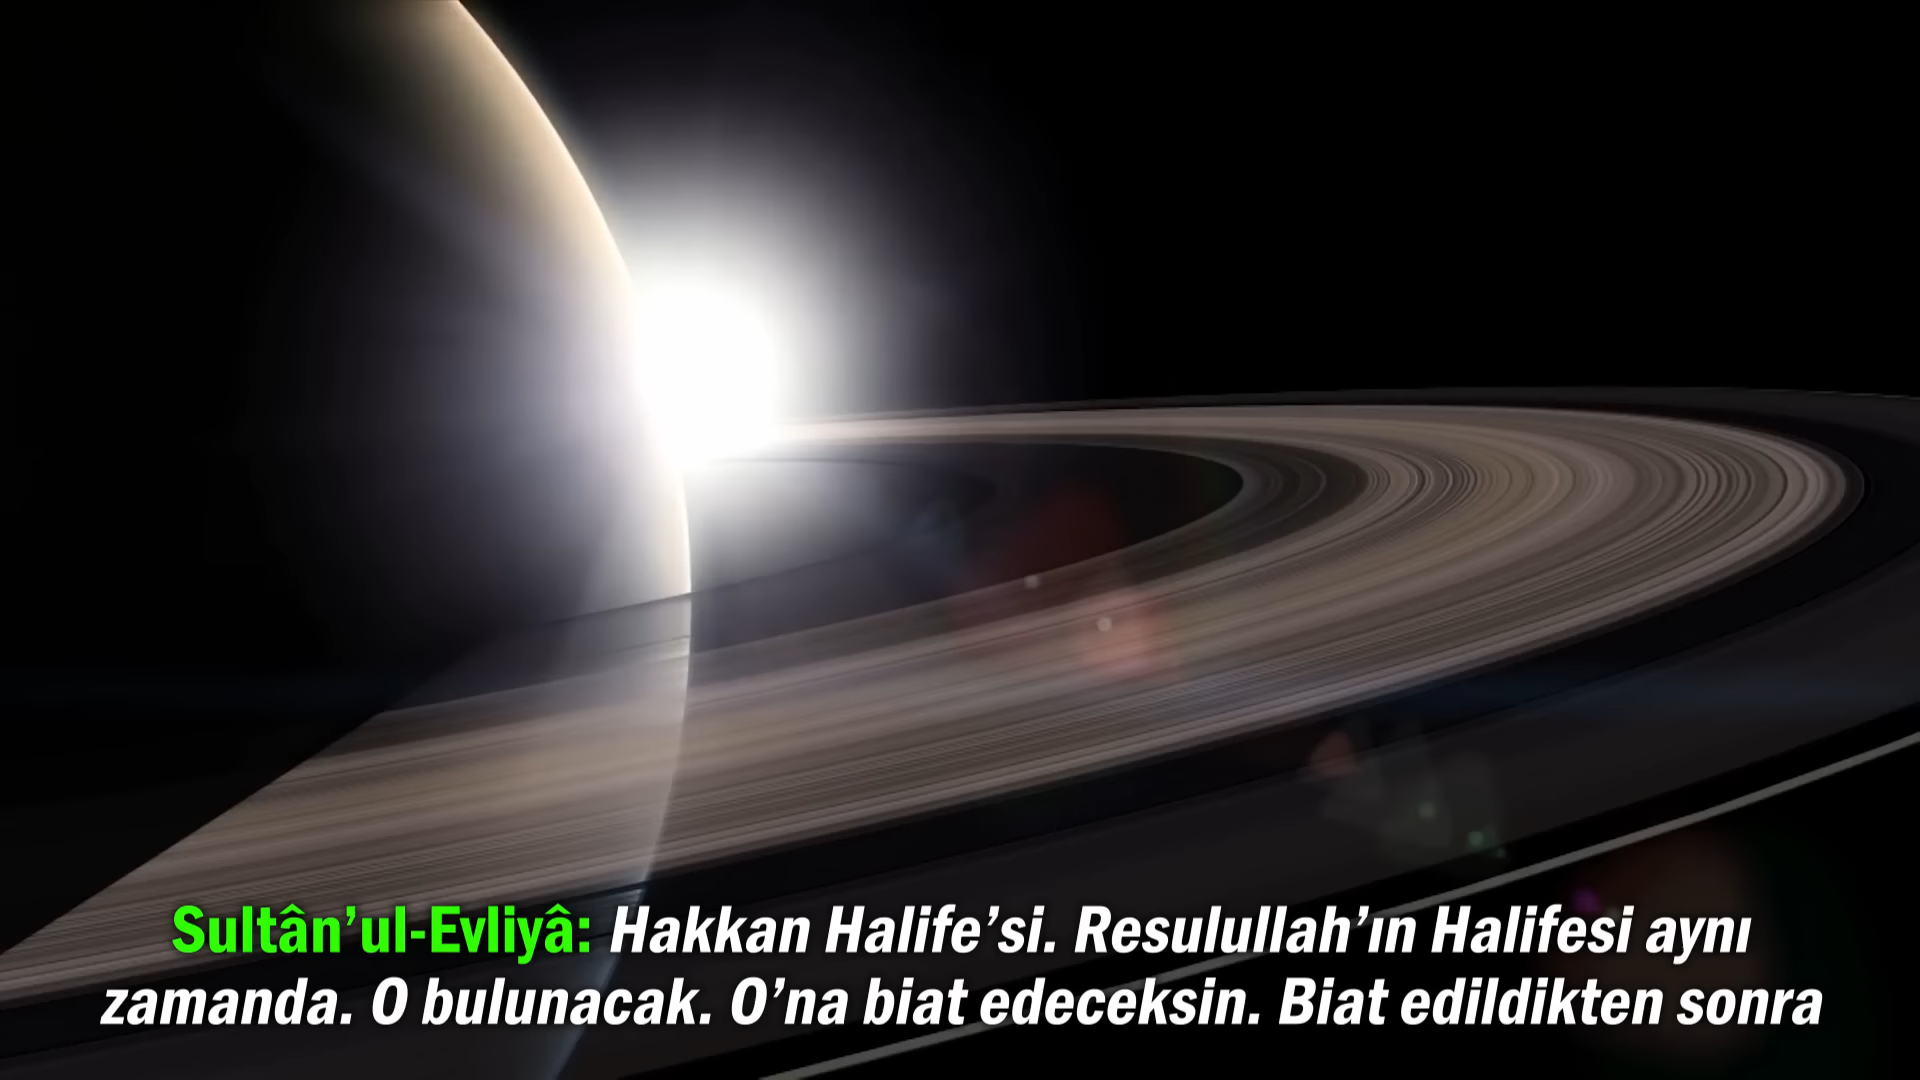 Sultân’ul-Evliyâ: Hakkan Halife’si. Resulullah’ın Halifesi aynı
zamanda. O bulunacak. O’na biat edeceksin. Biat edildikten sonra